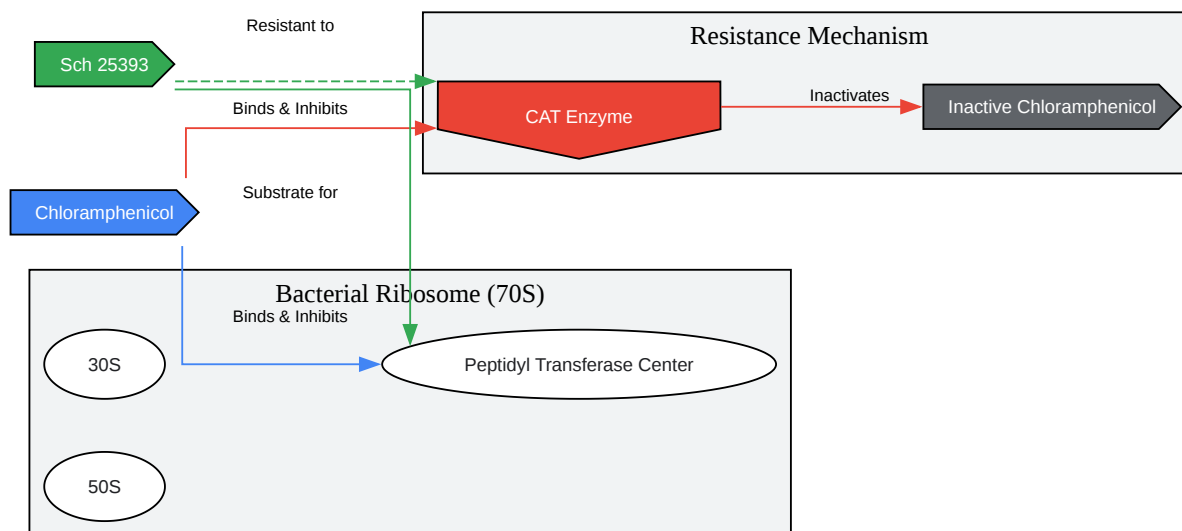 Resistant to
Resistance Mechanism
Sch 25393
Binds & Inhibits
CAT Enzyme
Inactivates
Inactive Chloramphenicol
Substrate for
Chloramphenicol
Bacterial Ribosome (70S)
Binds & Inhibits
30S
Peptidyl Transferase Center
50S